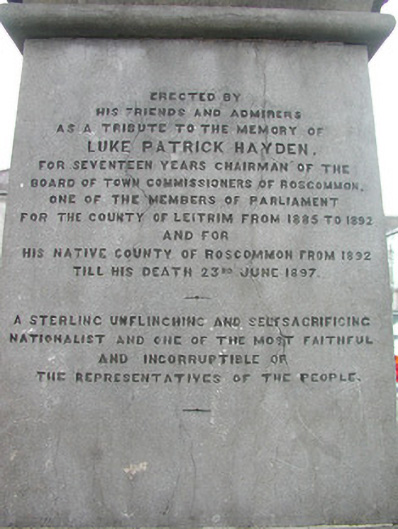 ERECTED BY
HIS FRIENDS AND ADMIRERS
AS A TRIBUTE TO THE MEMORY OF
LUKE PATRICK HAYDEN.
FOR SEVENTEEN YEARS CHAIRMAN OF THE
BOARD OF TOWN COMMISSIONERS OF ROSCOMMON,
ONE OF THE MEMBERS OF PARLIAMENT
FOR THE COUNTY OF LEITRIM FROM 1885 TO 1892
AND FOR
HIS NATIVE COUNTY OF ROSCOMMON FROM 1892
TILL HIS DEATH 23RD JUNE 1897.
A STERLING UNFLINCHING AND SELFSACRIFICING
NATIONALIST AND ONE OF THE MOST FAITHFUL
AND INCORRUPTIBLE OF
THE REPRESENTATIVES OF THE PEOPLE.